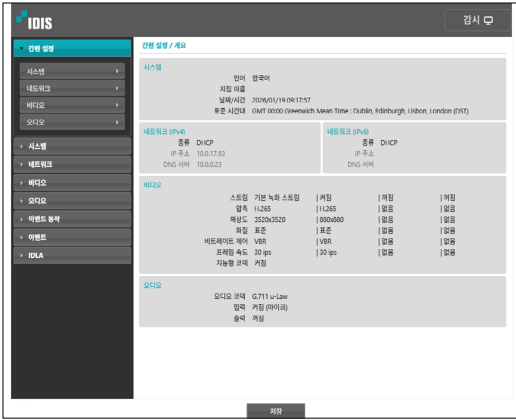 IDIS
감시
간편 설정
시스템
네트워크
비디오
오디오
시스템
네트워크
비디오
오디오
이벤트 동작
이벤트
IDLA
간편 설정 / 개요
시스템
언어 한국어
지정 이름
날짜/시간 2026/01/19 09:17:57
표준 시간대 GMT 00:00 Greenwich Mean Time : Dublin, Edinburgh, Lisbon, London (DST)
네트워크 (IPv4)
종류 DHCP
IP 주소 10.0.17.93
DNS 서버 10.0.0.23
네트워크 (IPv6)
종류 DHCP
IP 주소
DNS 서버
비디오
스트림 기본 녹화 스트림 | 켜짐 | 꺼짐 | 꺼짐
압축 H.265 | H.265 | 없음 | 없음
해상도 3520x3520 | 880x880 | 없음 | 없음
화질 표준 | 표준 | 없음 | 없음
비트레이트 제어 VBR | VBR | 없음 | 없음
프레임 속도 30 ips | 30 ips | 없음 | 없음
지능형 코덱 켜짐
오디오
오디오 코덱 G.711 u-Law
입력 켜짐 (마이크)
출력 꺼짐
저장